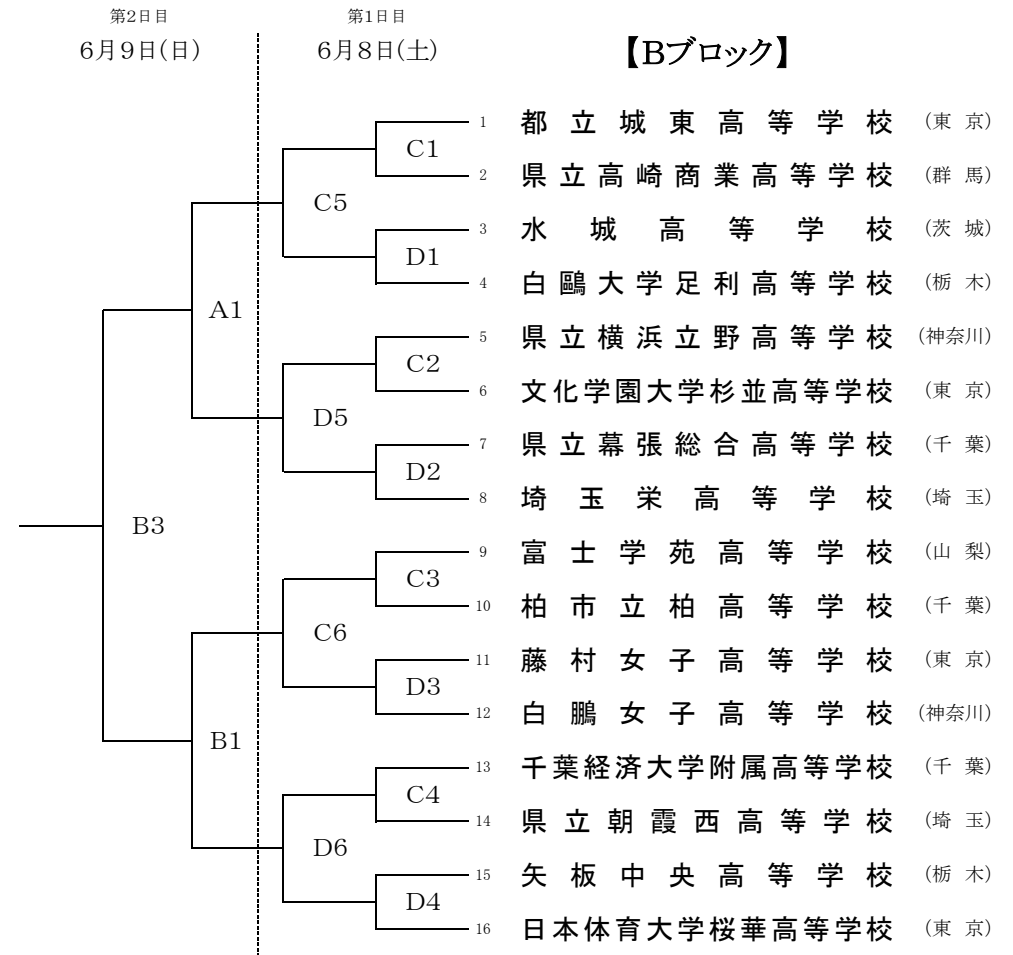 第2日目 第1日目
6月9日(日) 6月8日(土) 【Bブロック】
1 都立城東高等学校 (東 京)
C1
2 県立高崎商業高等学校 (群 馬)
C5
3 水城高等学校 (茨 城)
D1
4 白鷗大学足利高等学校 (栃 木)
A1
5 県立横浜立野高等学校 (神奈川)
C2
6 文化学園大学杉並高等学校 (東 京)
D5
7 県立幕張総合高等学校 (千 葉)
D2
8 埼玉栄高等学校 (埼 玉)
B3
9 富士学苑高等学校 (山 梨)
C3
10 柏市立柏高等学校 (千 葉)
C6
11 藤村女子高等学校 (東 京)
D3
12 白鵬女子高等学校 (神奈川)
B1
13 千葉経済大学附属高等学校 (千 葉)
C4
14 県立朝霞西高等学校 (埼 玉)
D6
15 矢板中央高等学校 (栃 木)
D4
16 日本体育大学桜華高等学校 (東 京)